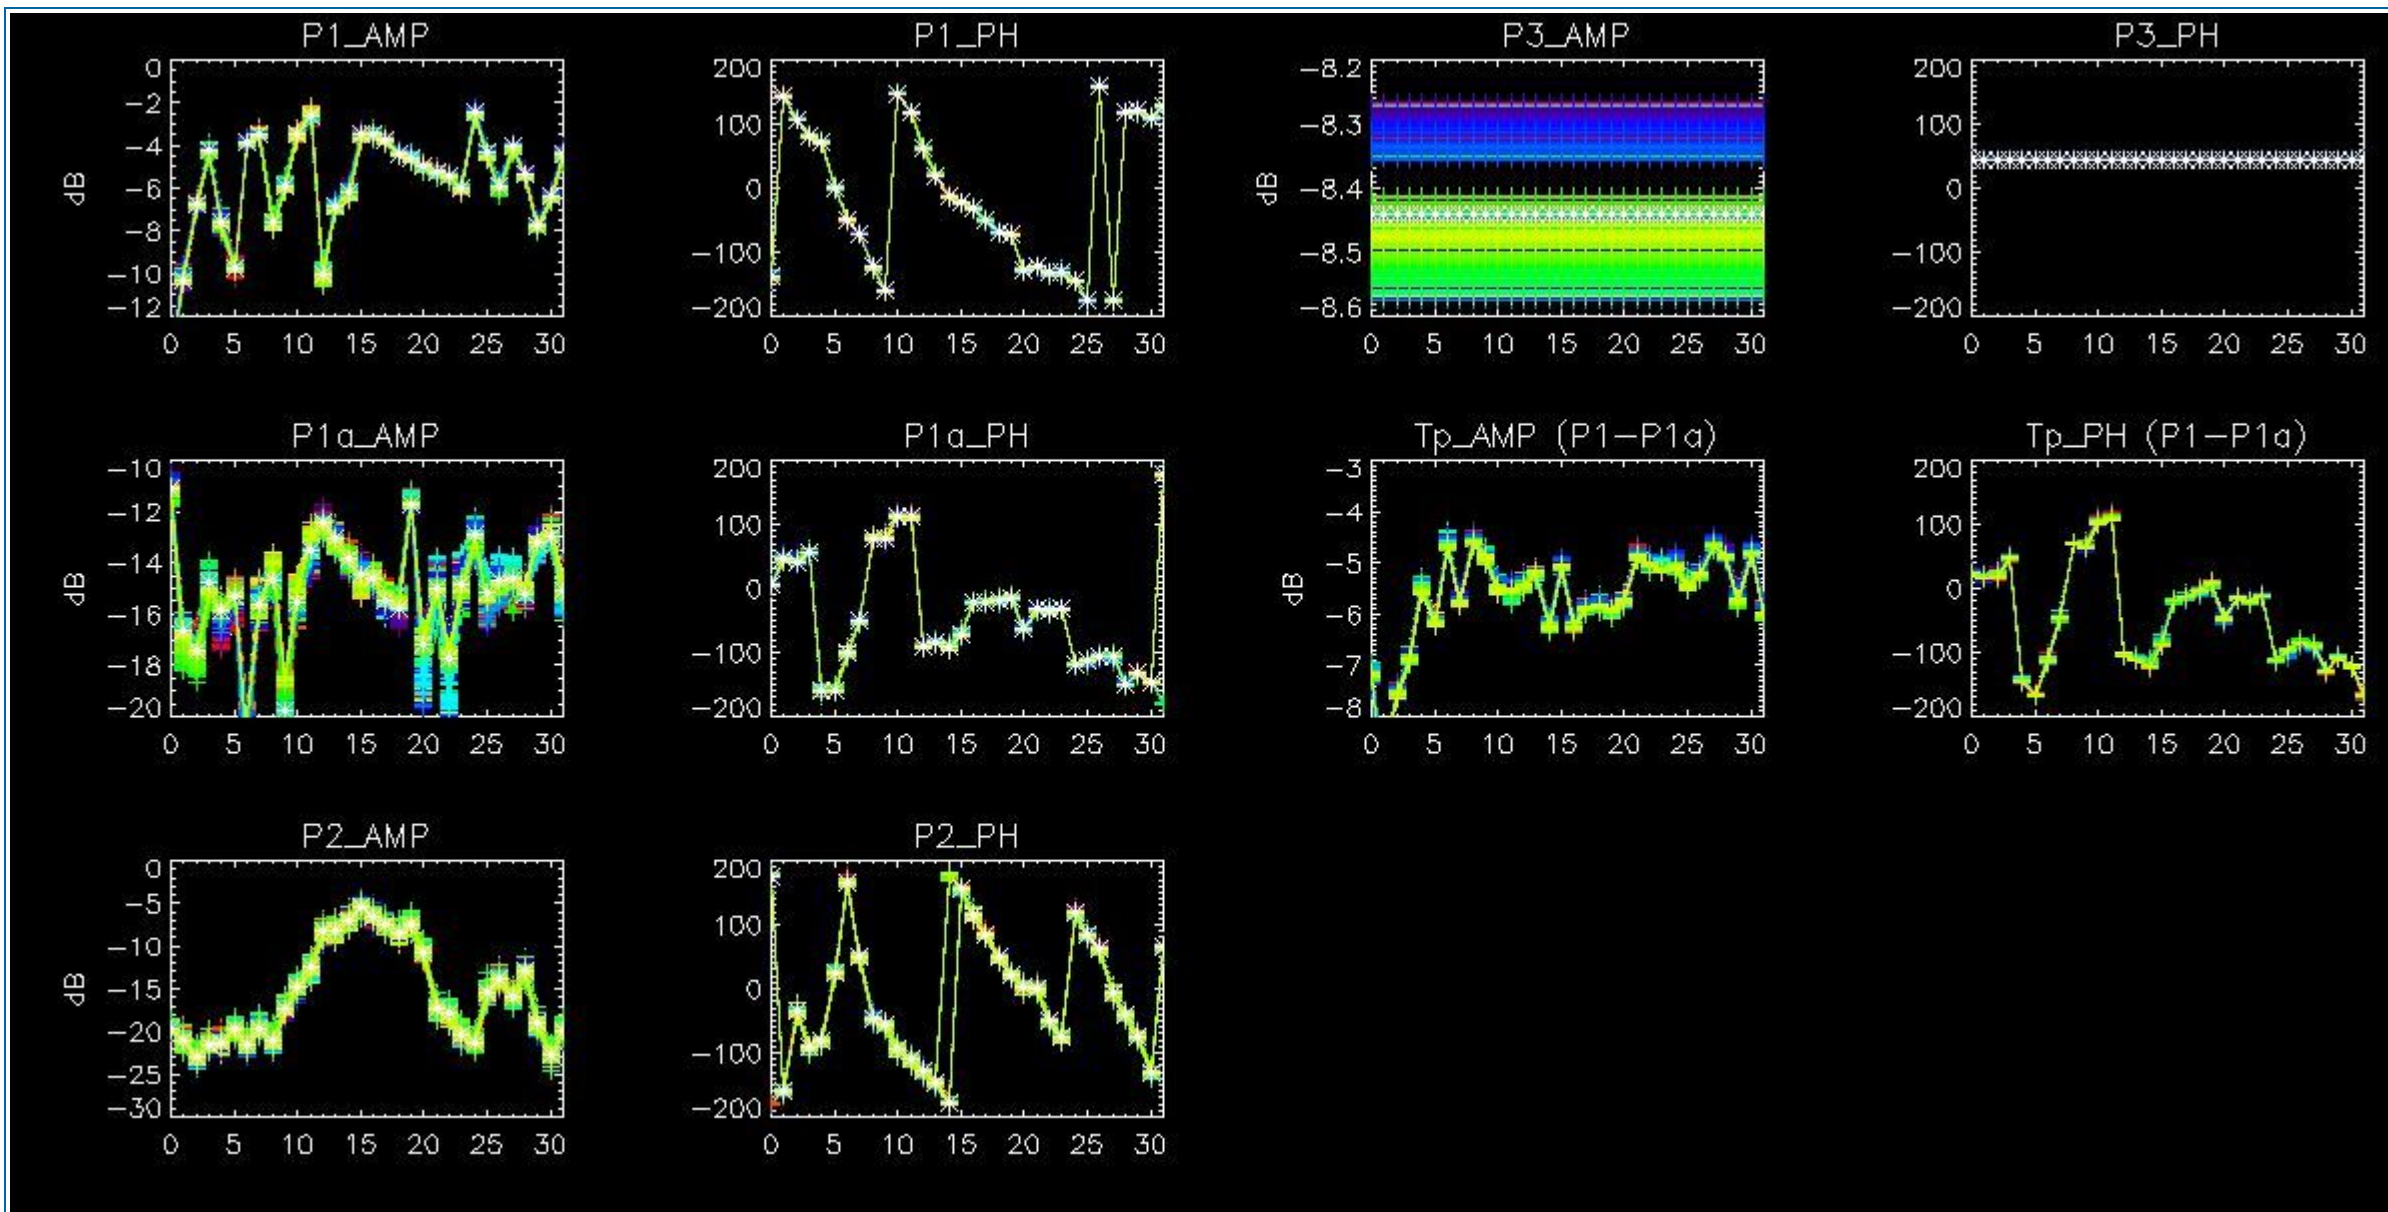 P1_AMP
0
−2
−4
−6
−8
−10
−12
dB
0 5 10 15 20 25 30
P1_PH
200
100
0
−100
−200
0 5 10 15 20 25 30
P3_AMP
−8.2
−8.3
−8.4
−8.5
−8.6
dB
0 5 10 15 20 25 30
P3_PH
200
100
0
−100
−200
0 5 10 15 20 25 30
P1a_AMP
−10
−12
−14
−16
−18
−20
dB
0 5 10 15 20 25 30
P1a_PH
200
100
0
−100
−200
0 5 10 15 20 25 30
Tp_AMP (P1−P1a)
−3
−4
−5
−6
−7
−8
dB
0 5 10 15 20 25 30
Tp_PH (P1−P1a)
200
100
0
−100
−200
0 5 10 15 20 25 30
P2_AMP
0
−5
−10
−15
−20
−25
−30
dB
0 5 10 15 20 25 30
P2_PH
200
100
0
−100
−200
0 5 10 15 20 25 30